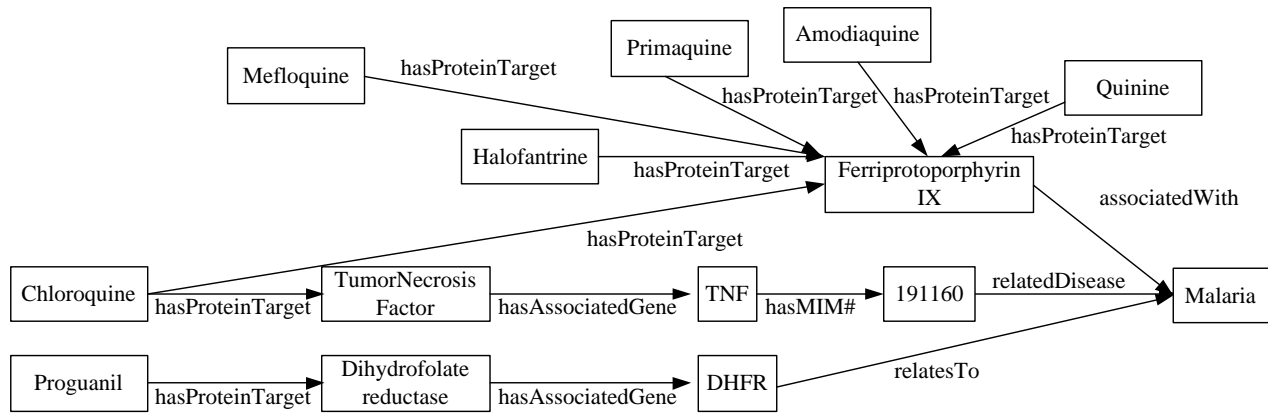 Amodiaquine
Primaquine
Mefloquine
hasProteinTarget
Quinine
hasProteinTarget
hasProteinTarget
hasProteinTarget
Halofantrine
hasProteinTarget
Ferriprotoporphyrin
IX
associatedWith
hasProteinTarget
Chloroquine
hasProteinTarget
TumorNecrosis
Factor
hasAssociatedGene
TNF
hasMIM#
191160
relatedDisease
Malaria
Proguanil
hasProteinTarget
Dihydrofolate
reductase
hasAssociatedGene
DHFR
relatesTo